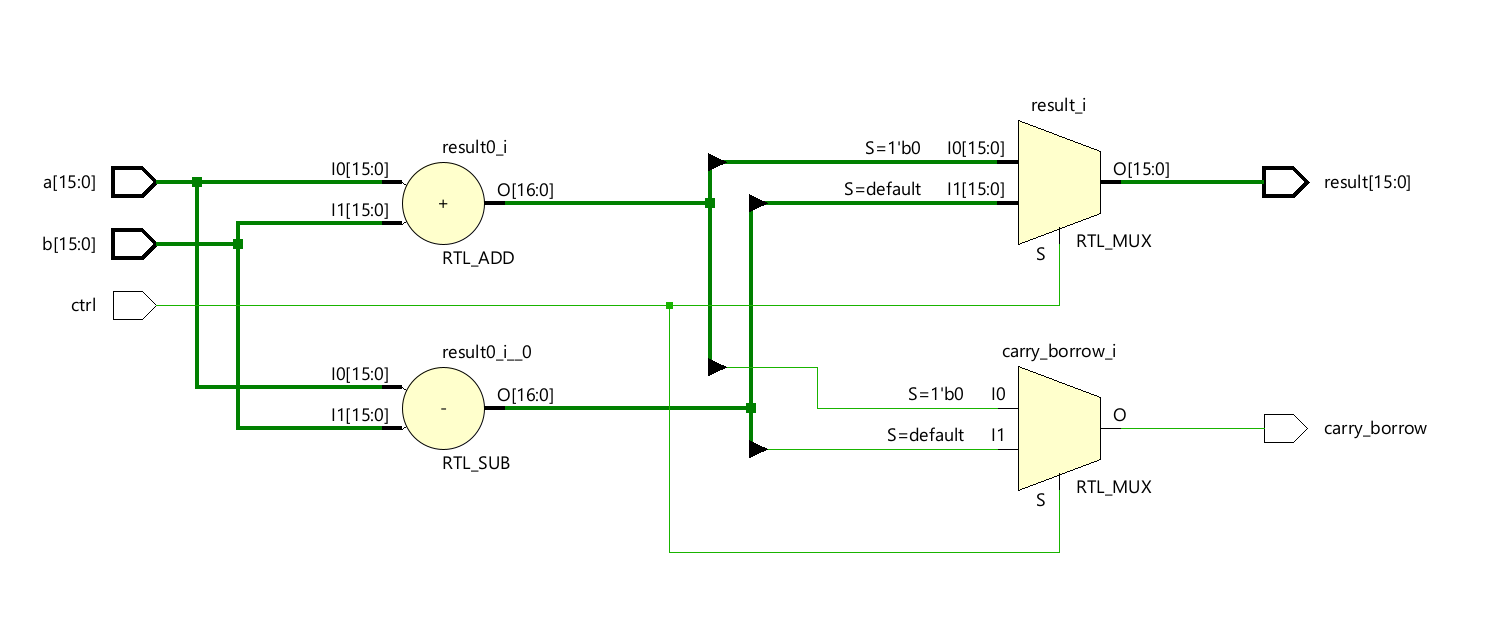 result_i
result0_i
S=1'b0 I0[15:0]
a[15:0] I0[15:0] O[16:0] O[15:0] result[15:0]
S=default I1[15:0]
+
I1[15:0]
b[15:0] RTL_MUX
S
RTL_ADD
ctrl
result0_i__0 carry_borrow_i
I0[15:0]
O[16:0] S=1'b0 I0
-
I1[15:0] O
carry_borrow
S=default I1
RTL_SUB
RTL_MUX
S